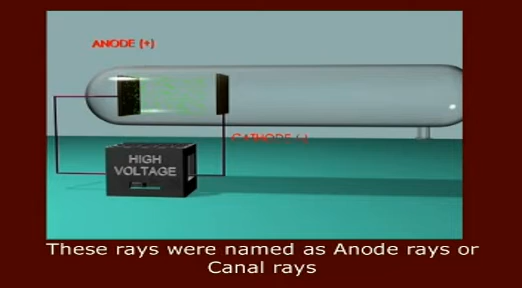 ANODE (+)
CATHODE (-)
HIGH
VOLTAGE
These rays were named as Anode rays or
Canal rays